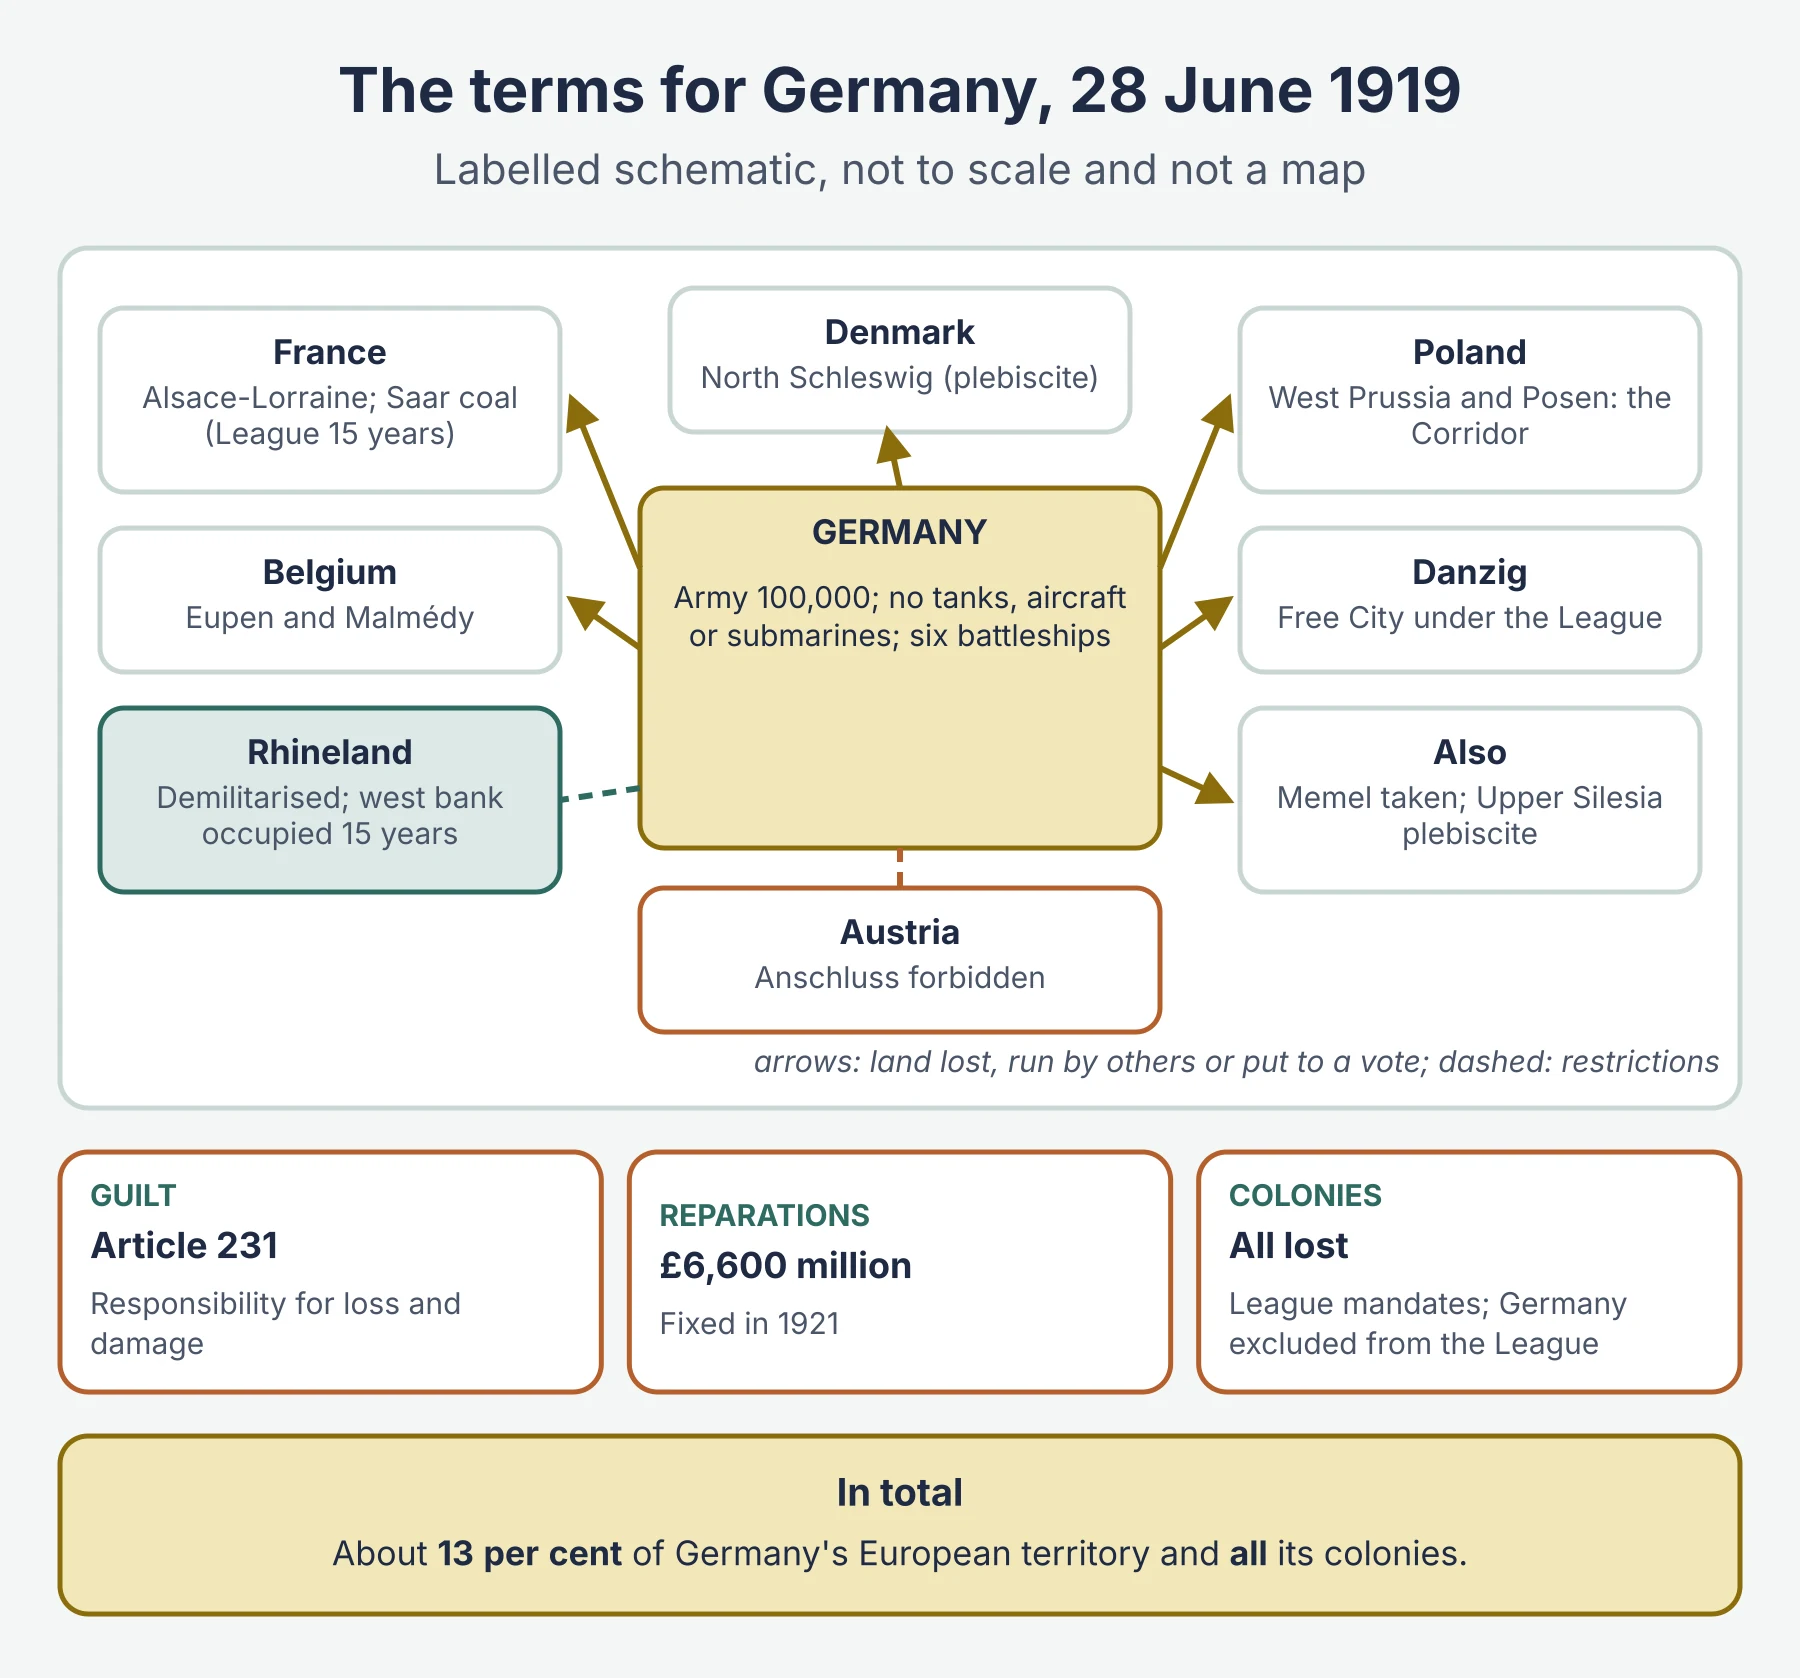 The terms for Germany, 28 June 1919
Labelled schematic, not to scale and not a map
France
Alsace-Lorraine; Saar coal
(League 15 years)
Denmark
North Schleswig (plebiscite)
Poland
West Prussia and Posen: the
Corridor
Belgium
Eupen and Malmédy
GERMANY
Army 100,000; no tanks, aircraft
or submarines; six battleships
Danzig
Free City under the League
Rhineland
Demilitarised; west bank
occupied 15 years
Also
Memel taken; Upper Silesia
plebiscite
Austria
Anschluss forbidden
arrows: land lost, run by others or put to a vote; dashed: restrictions
GUILT
Article 231
Responsibility for loss and
damage
REPARATIONS
£6,600 million
Fixed in 1921
COLONIES
All lost
League mandates; Germany
excluded from the League
In total
About 13 per cent of Germany's European territory and all its colonies.